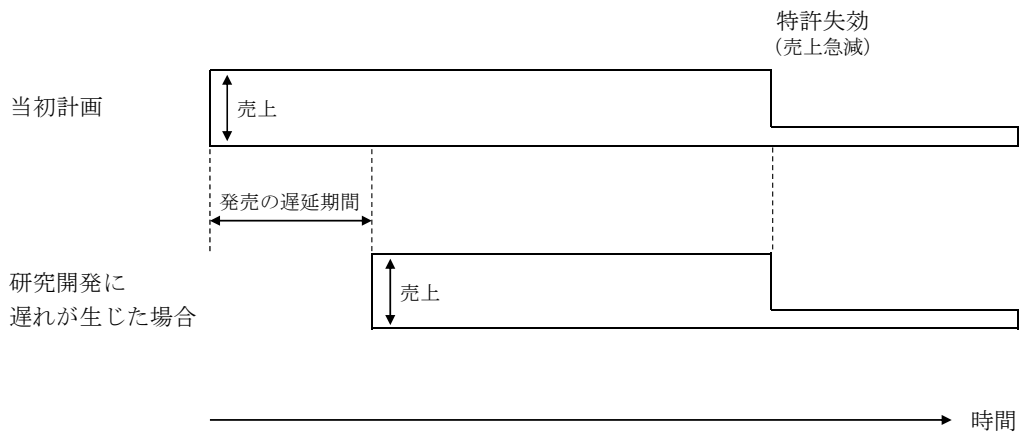 特許失効
（売上急減）
当初計画
売上
発売の遅延期間
研究開発に
遅れが生じた場合
売上
時間